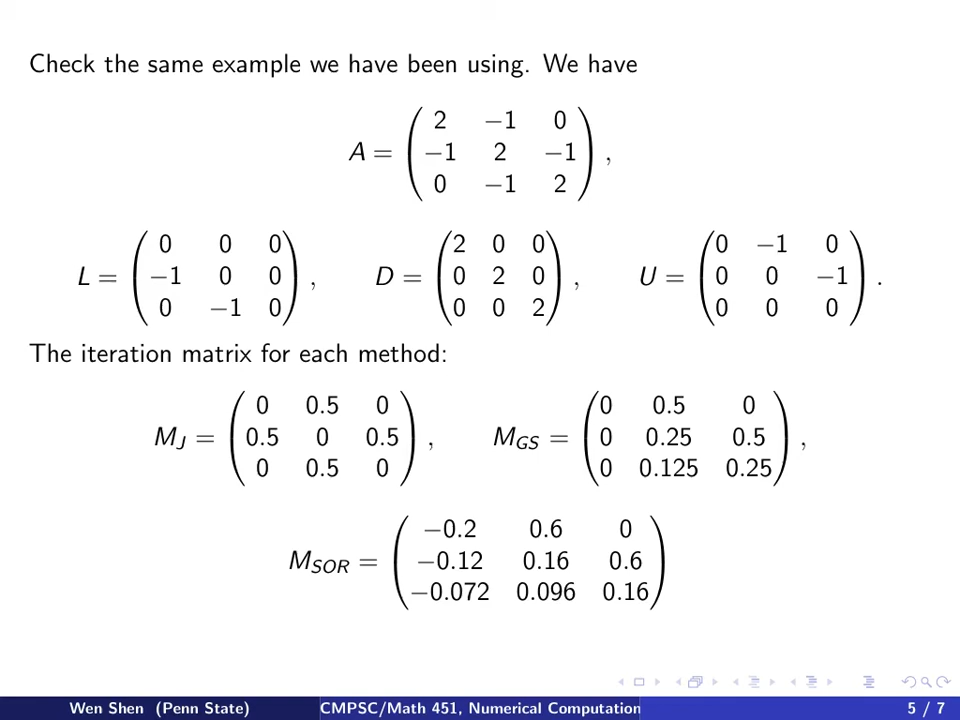 Check the same example we have been using. We have
A = ( 2 −1 0
−1 2 −1
0 −1 2 ) ,
L = ( 0 0 0
−1 0 0
0 −1 0 ) ,
D = ( 2 0 0
0 2 0
0 0 2 ) ,
U = ( 0 −1 0
0 0 −1
0 0 0 ) .
The iteration matrix for each method:
M_J = ( 0 0.5 0
0.5 0 0.5
0 0.5 0 ) ,
M_GS = ( 0 0.5 0
0 0.25 0.5
0 0.125 0.25 ) ,
M_SOR = ( −0.2 0.6 0
−0.12 0.16 0.6
−0.072 0.096 0.16 )
Wen Shen (Penn State) CMPSC/Math 451, Numerical Computation 5 / 7